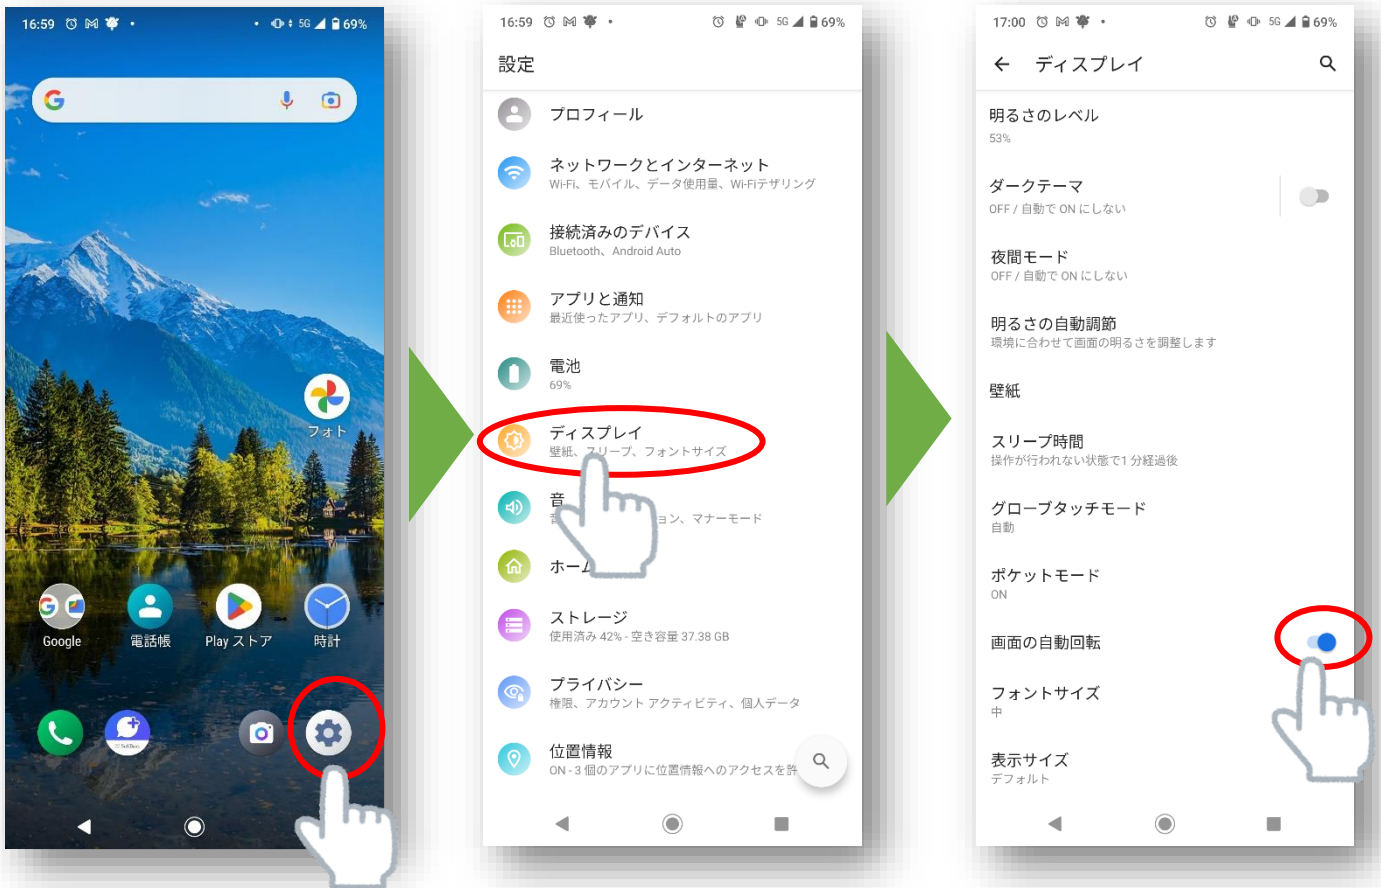 16:59
5G 69%
フォト
Google
電話帳
Play ストア
時計
16:59
5G 69%
設定
プロフィール
ネットワークとインターネット
Wi-Fi、モバイル、データ使用量、Wi-Fiテザリング
接続済みのデバイス
Bluetooth、Android Auto
アプリと通知
最近使ったアプリ、デフォルトのアプリ
電池
69%
ディスプレイ
壁紙、スリープ、フォントサイズ
音
ョン、マナーモード
ホーム
ストレージ
使用済み 42% - 空き容量 37.38 GB
プライバシー
権限、アカウント アクティビティ、個人データ
位置情報
ON - 3 個のアプリに位置情報へのアクセスを許
17:00
5G 69%
ディスプレイ
明るさのレベル
53%
ダークテーマ
OFF / 自動で ON にしない
夜間モード
OFF / 自動で ON にしない
明るさの自動調節
環境に合わせて画面の明るさを調整します
壁紙
スリープ時間
操作が行われない状態で1 分経過後
グローブタッチモード
自動
ポケットモード
ON
画面の自動回転
フォントサイズ
中
表示サイズ
デフォルト